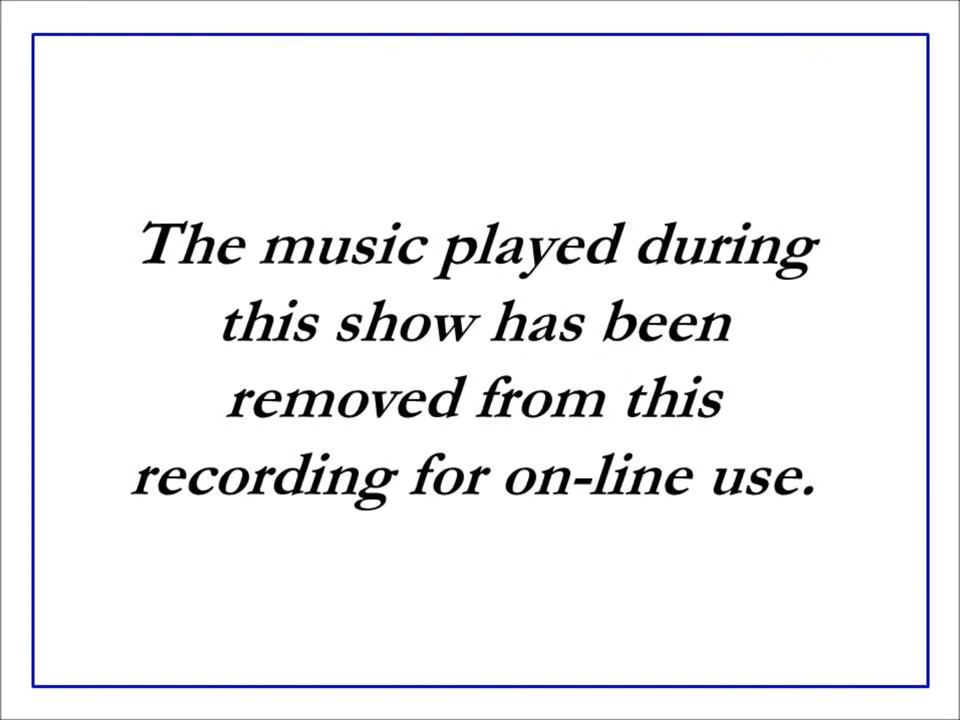 The music played during
this show has been
removed from this
recording for on-line use.